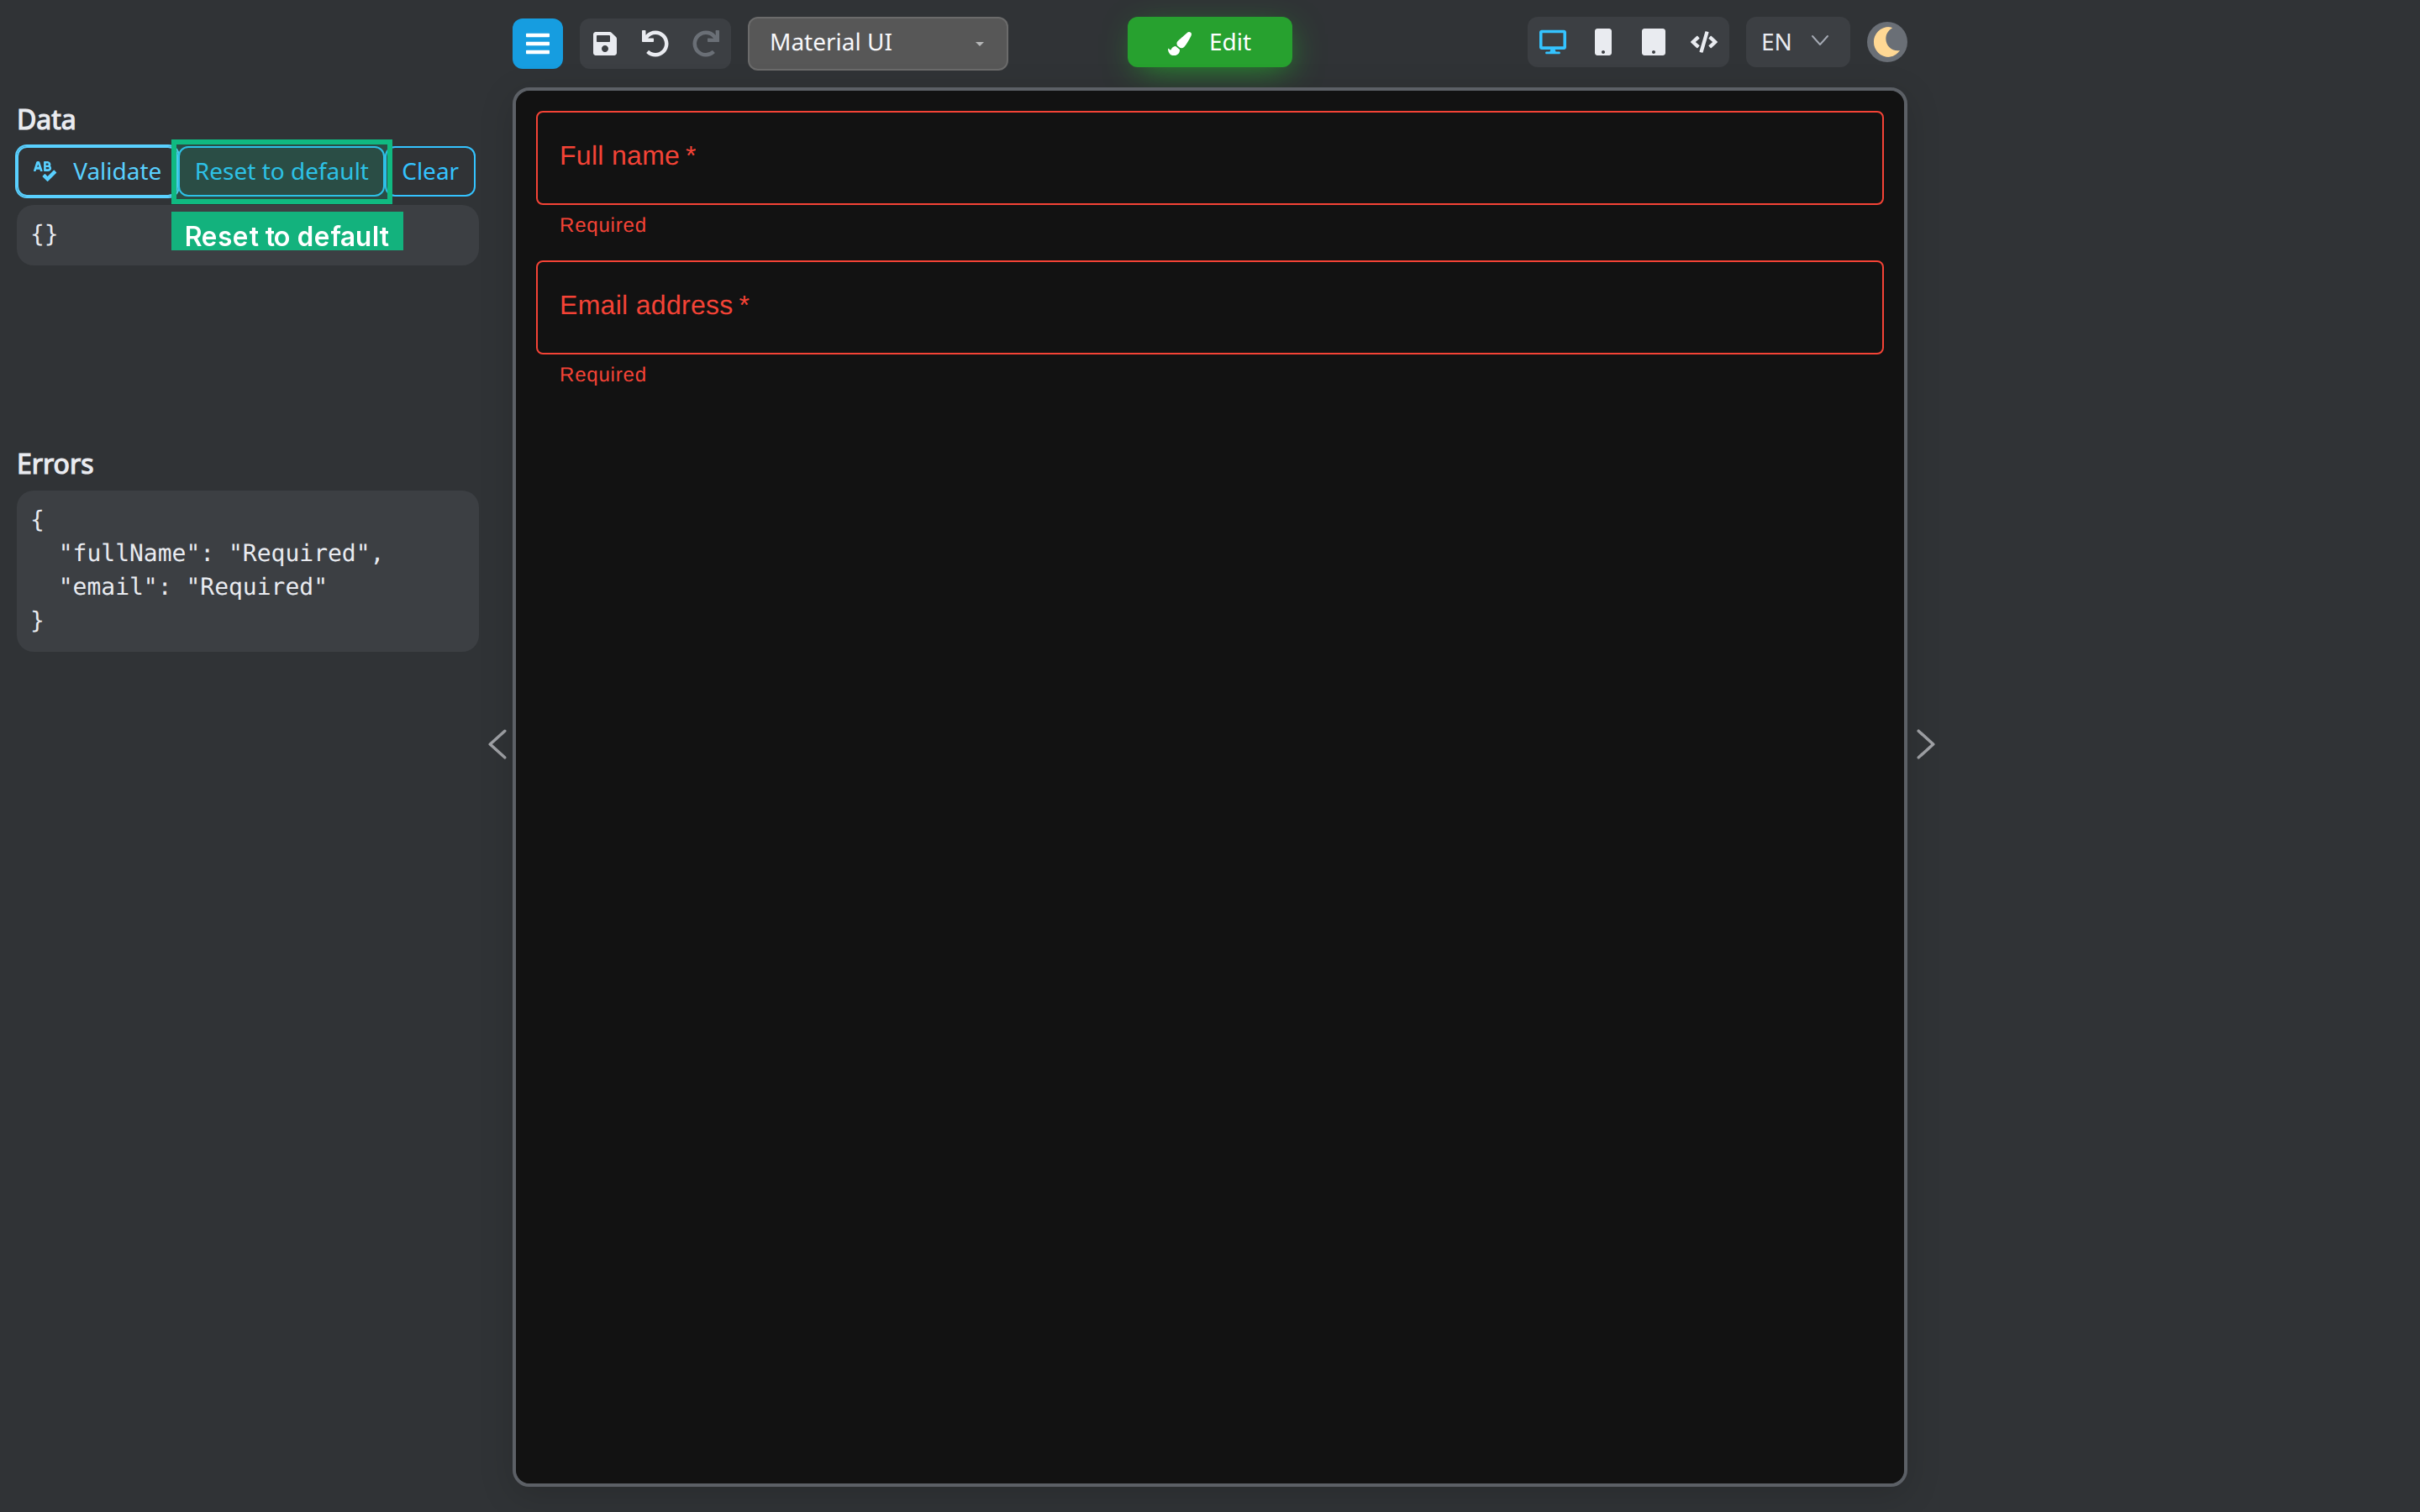 Material UI
Edit
EN
Data
Validate
Reset to default
Clear
{}
Reset to default
Errors
{
"fullName": "Required",
"email": "Required"
}
Full name *
Required
Email address *
Required